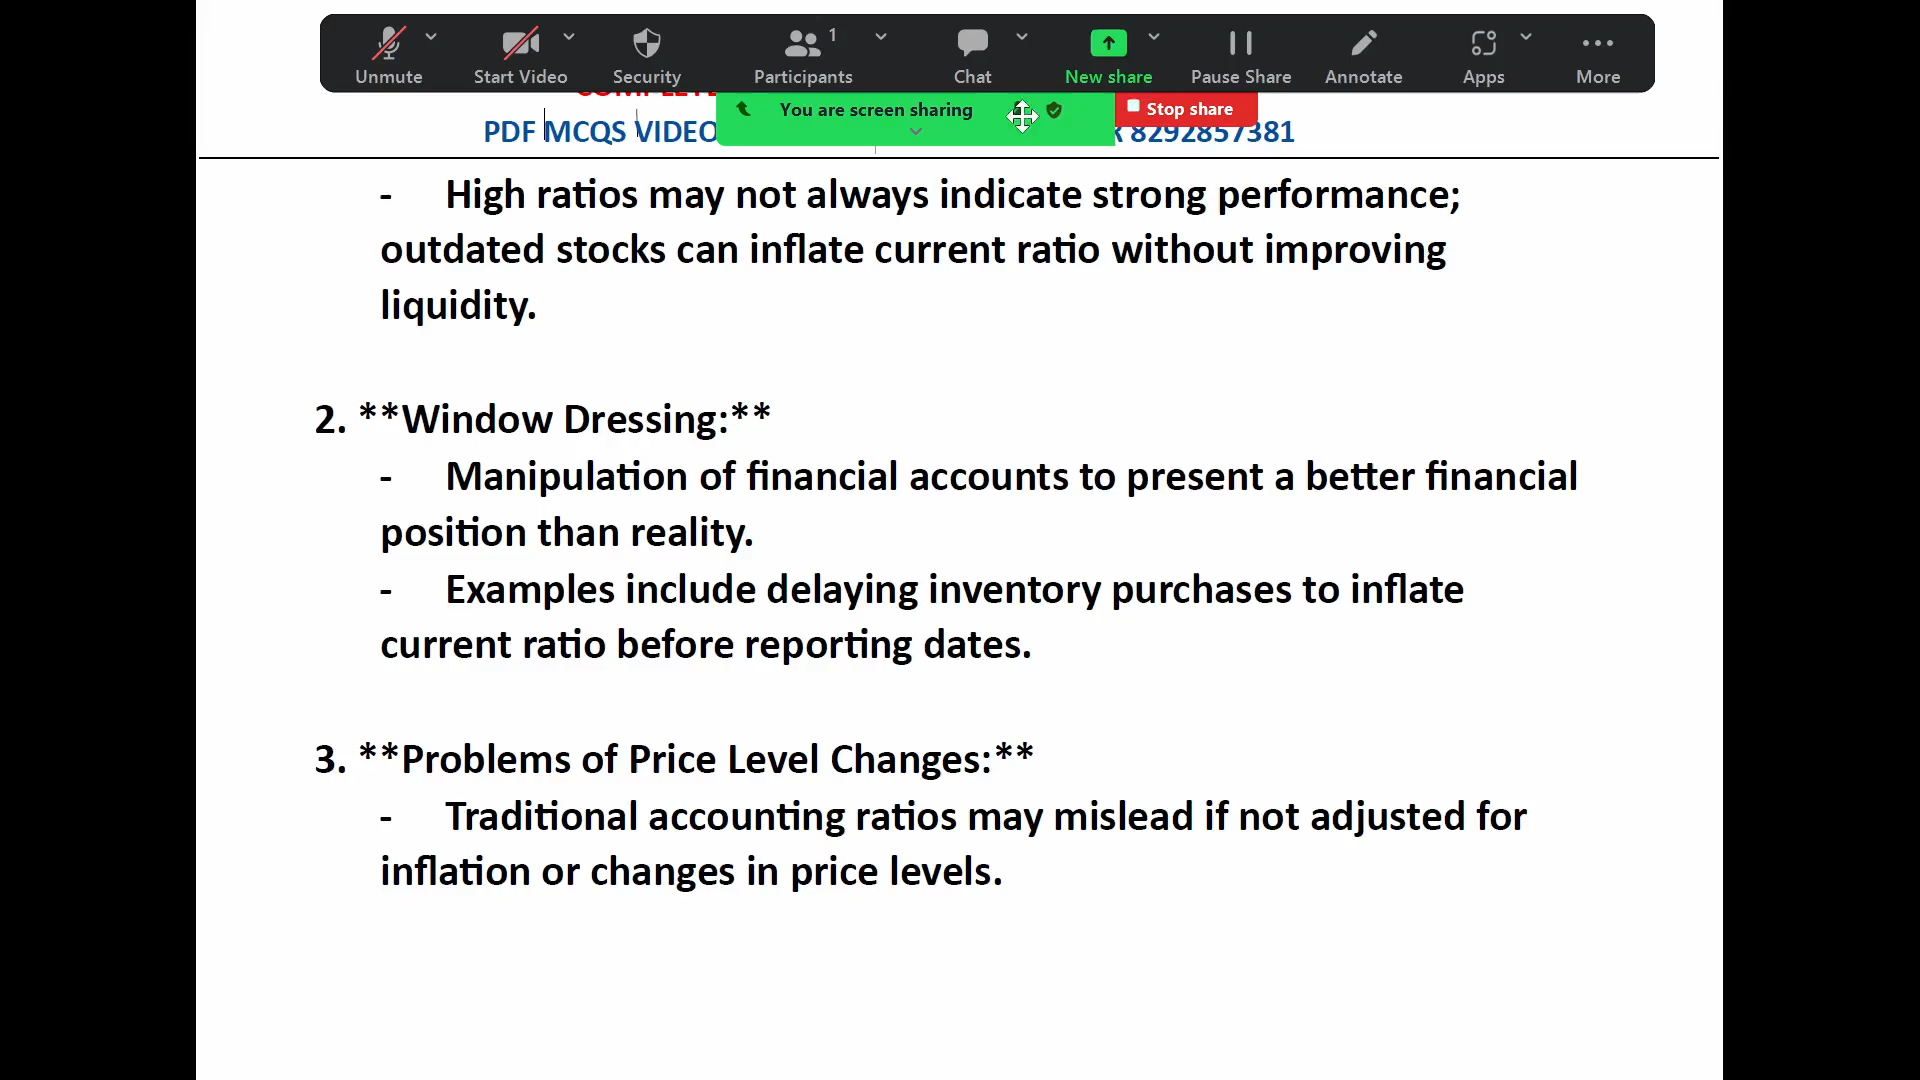 1
Unmute Start Video Security Participants Chat New share Pause Share Annotate Apps More
You are screen sharing Stop share
PDF MCQS VIDEO 8292857381
- High ratios may not always indicate strong performance;
outdated stocks can inflate current ratio without improving
liquidity.
2. **Window Dressing:**
- Manipulation of financial accounts to present a better financial
position than reality.
- Examples include delaying inventory purchases to inflate
current ratio before reporting dates.
3. **Problems of Price Level Changes:**
- Traditional accounting ratios may mislead if not adjusted for
inflation or changes in price levels.